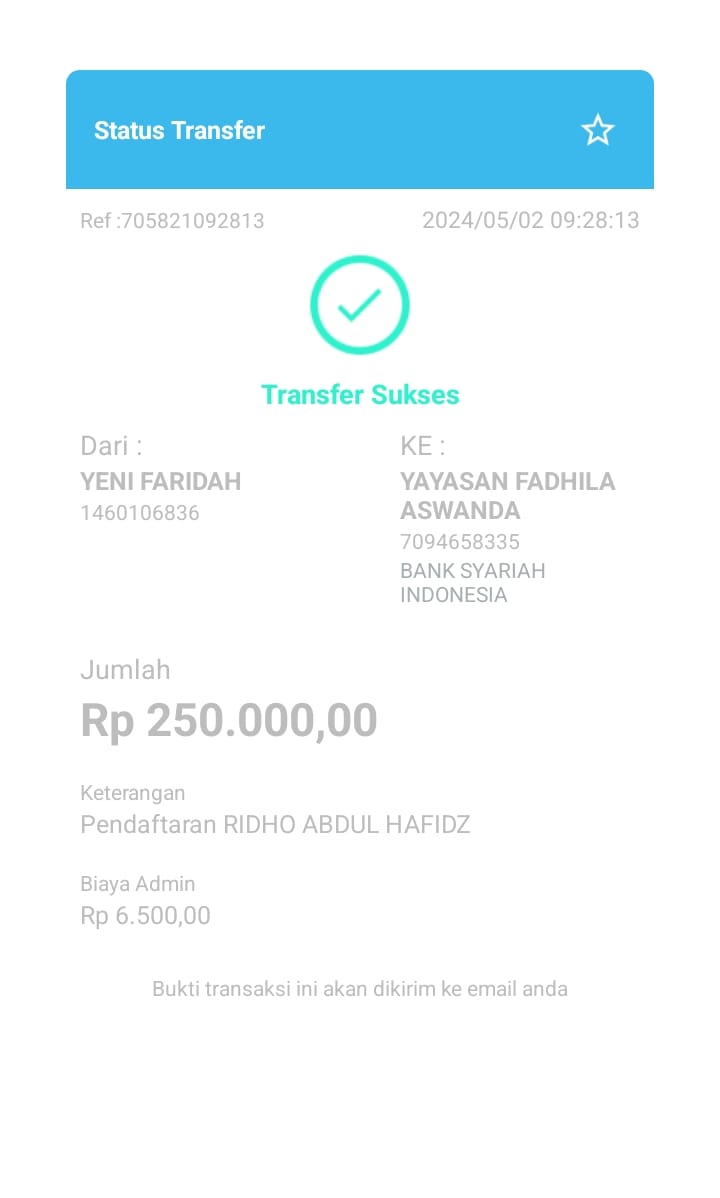 Status Transfer
Ref :705821092813
2024/05/02 09:28:13
Transfer Sukses
Dari :
YENI FARIDAH
1460106836
KE :
YAYASAN FADHILA
ASWANDA
7094658335
BANK SYARIAH
INDONESIA
Jumlah
Rp 250.000,00
Keterangan
Pendaftaran RIDHO ABDUL HAFIDZ
Biaya Admin
Rp 6.500,00
Bukti transaksi ini akan dikirim ke email anda